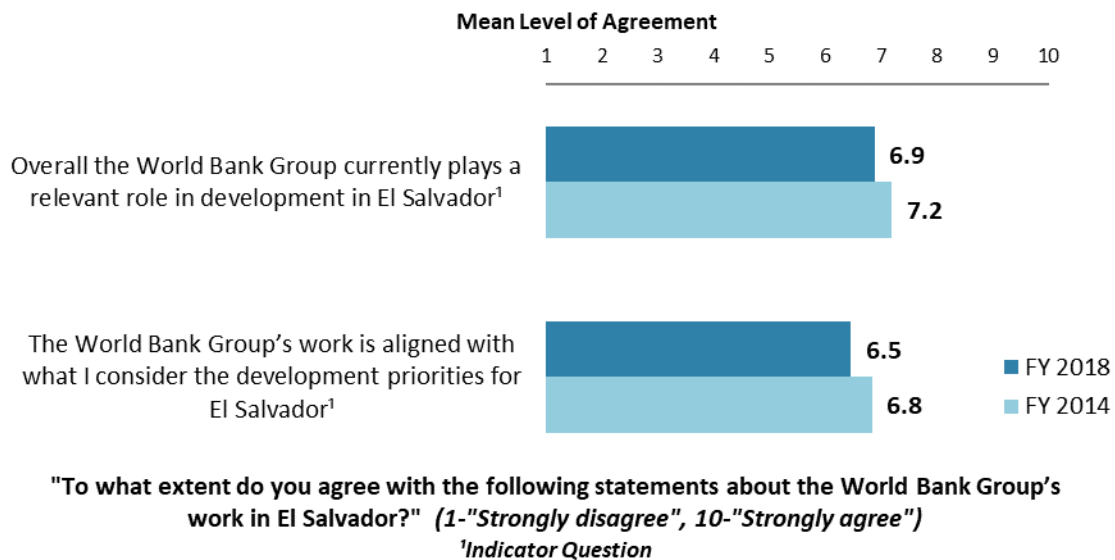 Mean Level of Agreement
1 2 3 4 5 6 7 8 9 10
Overall the World Bank Group currently plays a
relevant role in development in El Salvador¹
6.9
7.2
The World Bank Group’s work is aligned with
what I consider the development priorities for
El Salvador¹
6.5
6.8
FY 2018
FY 2014
"To what extent do you agree with the following statements about the World Bank Group’s
work in El Salvador?" (1-"Strongly disagree", 10-"Strongly agree")
¹Indicator Question